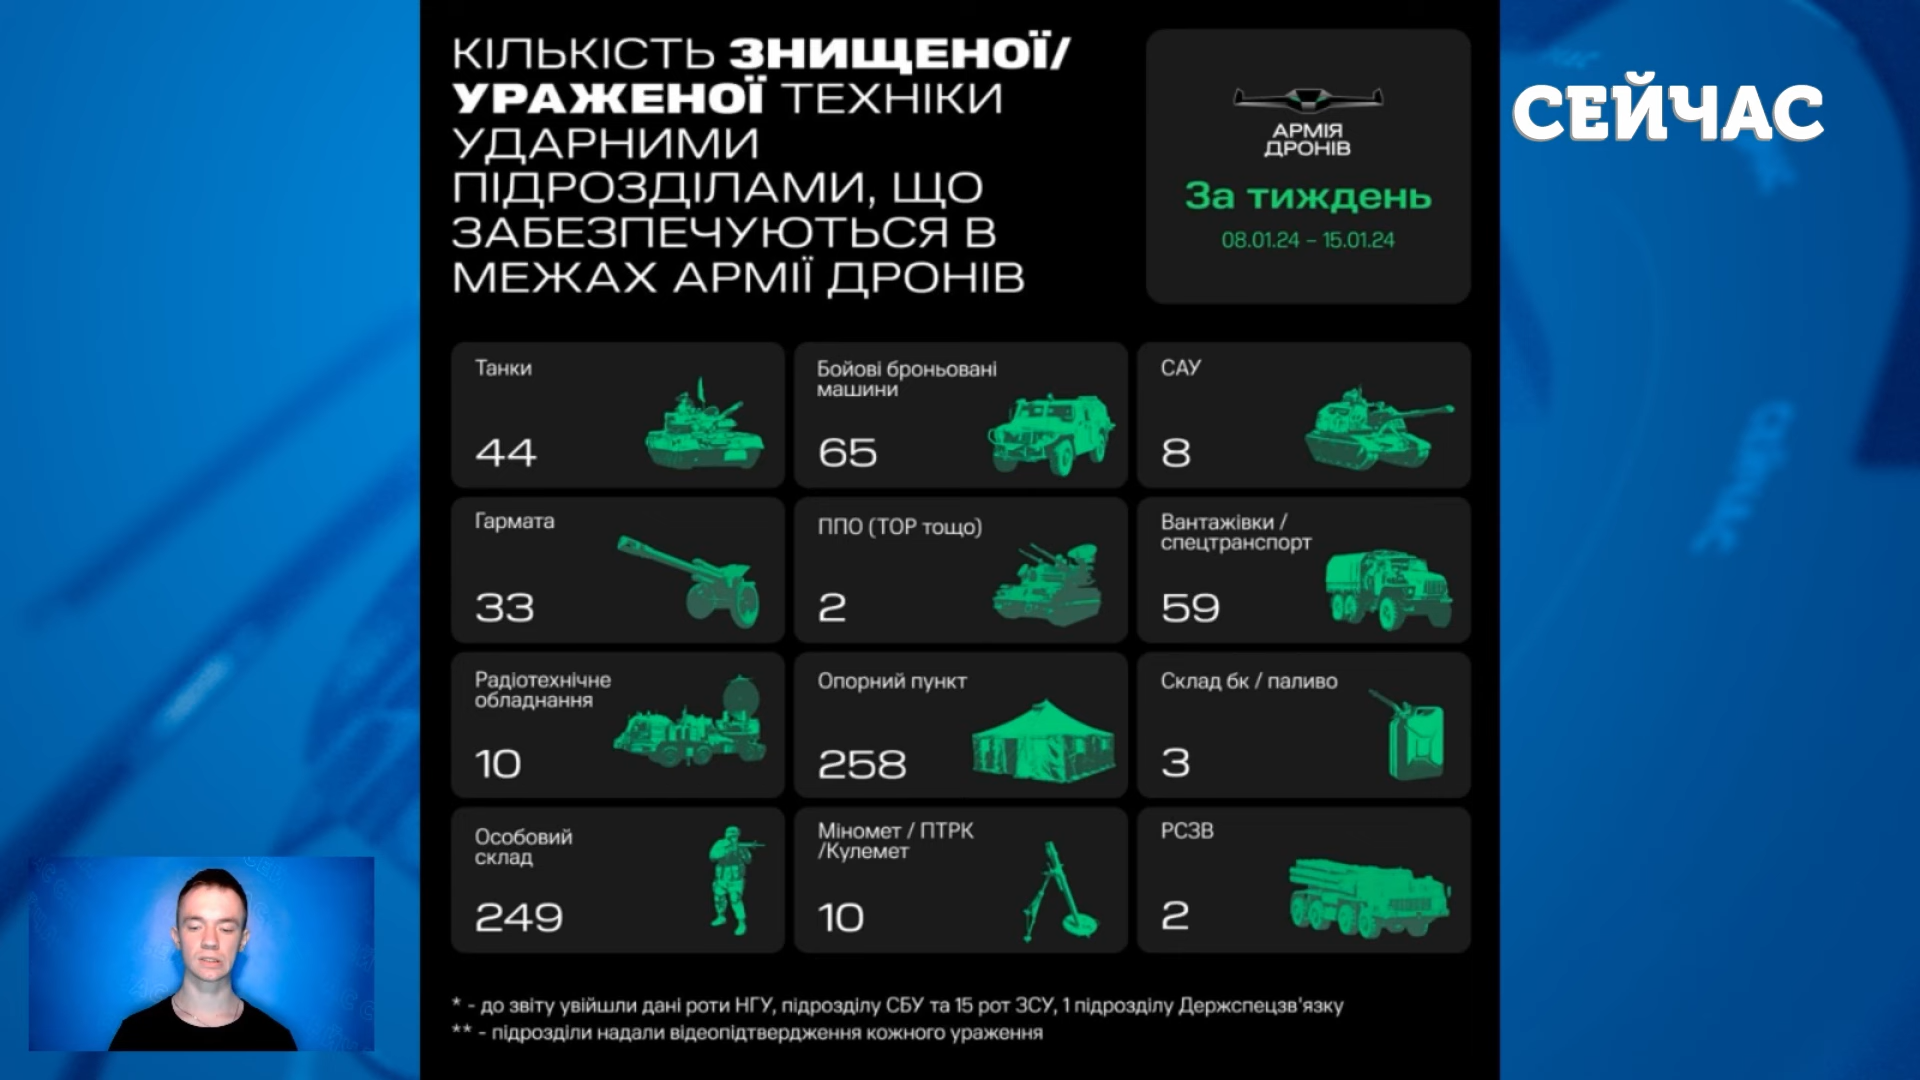 КІЛЬКІСТЬ ЗНИЩЕНОЇ/
УРАЖЕНОЇ ТЕХНІКИ
УДАРНИМИ
ПІДРОЗДІЛАМИ, ЩО
ЗАБЕЗПЕЧУЮТЬСЯ В
МЕЖАХ АРМІЇ ДРОНІВ
АРМІЯ
ДРОНІВ
За тиждень
08.01.24 – 15.01.24
СЕЙЧАС
Танки
44
Бойові броньовані
машини
65
САУ
8
Гармата
33
ППО (ТОР тощо)
2
Вантажівки /
спецтранспорт
59
Радіотехнічне
обладнання
10
Опорний пункт
258
Склад бк / паливо
3
Особовий
склад
249
Міномет / ПТРК
/Кулемет
10
РСЗВ
2
* - до звіту увійшли дані роти НГУ, підрозділу СБУ та 15 рот ЗСУ, 1 підрозділу Держспецзв'язку
** - підрозділи надали відеопідтвердження кожного ураження